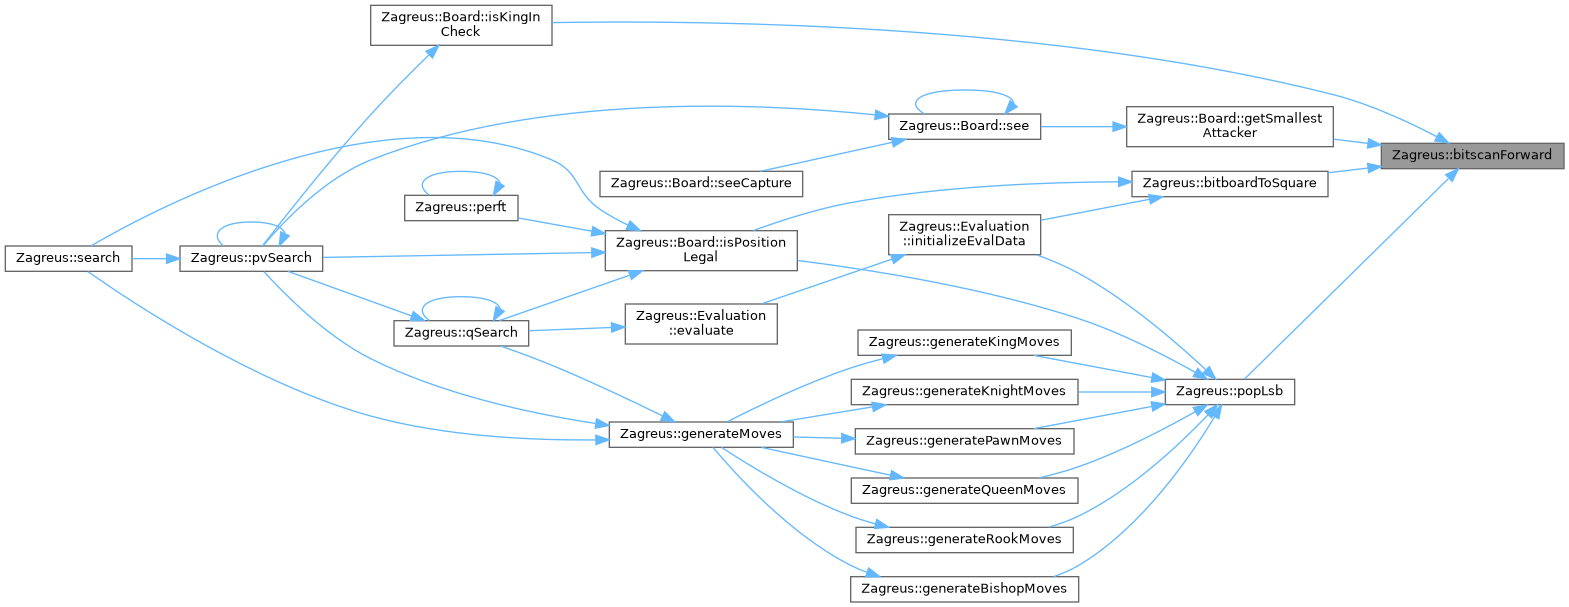 Zagreus::Board::isKingIn
Check
Zagreus::Board::see
Zagreus::Board::getSmallest
Attacker
Zagreus::bitscanForward
Zagreus::Board::seeCapture
Zagreus::bitboardToSquare
Zagreus::perft
Zagreus::Evaluation
::initializeEvalData
Zagreus::Board::isPosition
Legal
Zagreus::search
Zagreus::pvSearch
Zagreus::Evaluation
::evaluate
Zagreus::qSearch
Zagreus::generateKingMoves
Zagreus::generateKnightMoves
Zagreus::popLsb
Zagreus::generateMoves
Zagreus::generatePawnMoves
Zagreus::generateQueenMoves
Zagreus::generateRookMoves
Zagreus::generateBishopMoves